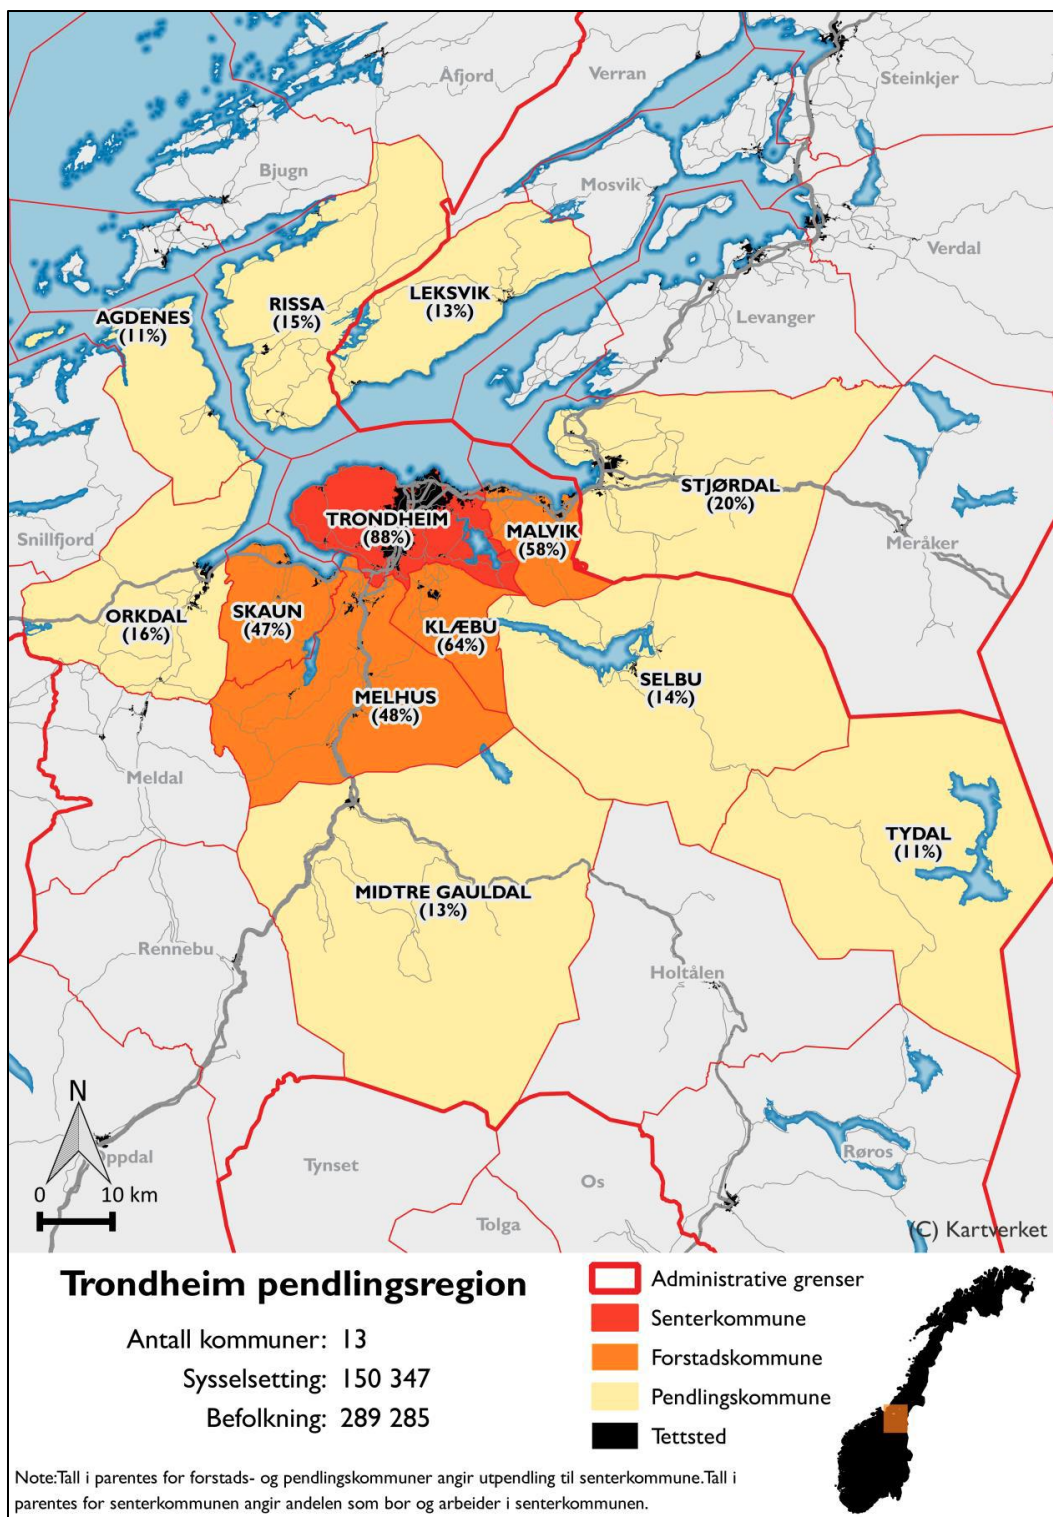 Åfjord
Verran
Steinkjer
Bjugn
Mosvik
Verdal
AGDENES
(11%)
RISSA
(15%)
LEKSVIK
(13%)
Levanger
TRONDHEIM
(88%)
MALVIK
(58%)
STJØRDAL
(20%)
Snillfjord
Meråker
ORKDAL
(16%)
SKAUN
(47%)
KLÆBU
(64%)
SELBU
(14%)
MELHUS
(48%)
Meldal
TYDAL
(11%)
MIDTRE GAULDAL
(13%)
Rennebu
Holtålen
N
Oppdal
Tynset
Os
Røros
0 10 km
Tolga
(C) Kartverket
Trondheim pendlingsregion
Antall kommuner: 13
Sysselsetting: 150 347
Befolkning: 289 285
Administrative grenser
Senterkommune
Forstadskommune
Pendlingskommune
Tettsted
Note:Tall i parentes for forstads- og pendlingskommuner angir utpendling til senterkommune.Tall i
parentes for senterkommunen angir andelen som bor og arbeider i senterkommunen.